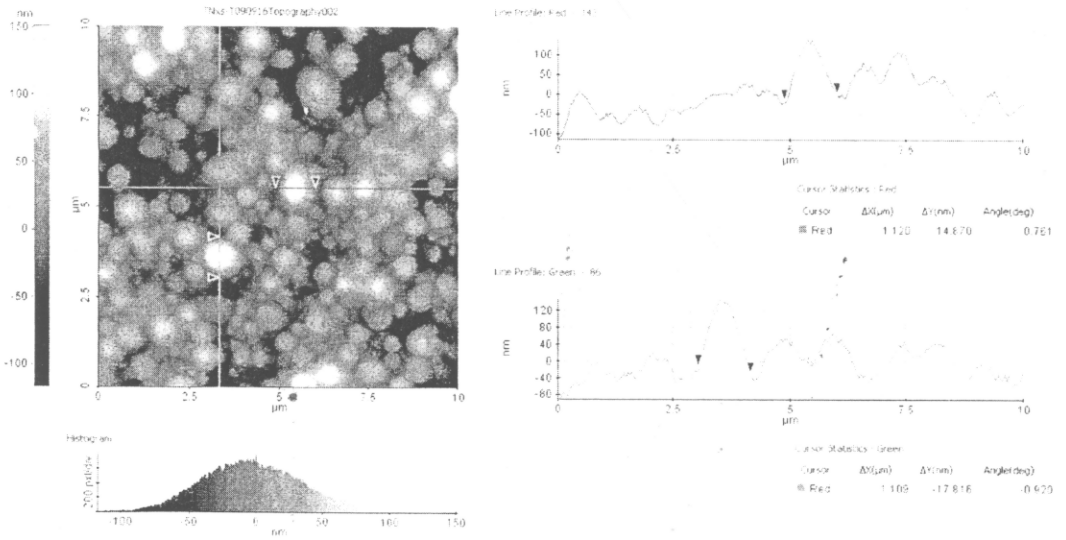 nm
150
100
50
0
-50
-100
1090916Topography002
10
7.5
μm
5
2.5
0
0 2.5 5 7.5 10
μm
Histogram
200 pxl/div
-100 -50 0 50 100 150
nm
Line Profile: Red
100
50
0
-50
-100
nm
0 2.5 5 7.5 10
μm
Cursor Statistics : Red
Cursor ΔX(μm) ΔY(nm) Angle(deg)
Red 1.120 14.870 0.761
Line Profile: Green
120
80
40
0
-40
-80
nm
0 2.5 5 7.5 10
μm
Cursor Statistics : Green
Cursor ΔX(μm) ΔY(nm) Angle(deg)
Red 1.109 -17.816 -0.920